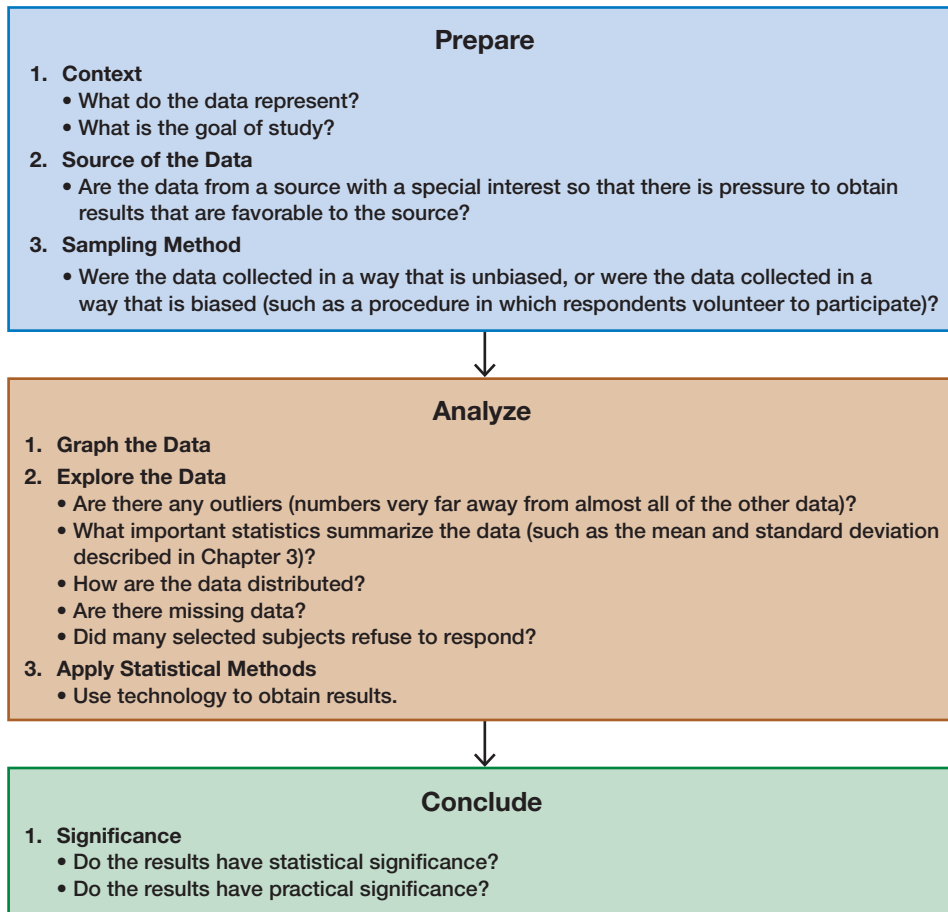 Prepare
1. Context
• What do the data represent?
• What is the goal of study?
2. Source of the Data
• Are the data from a source with a special interest so that there is pressure to obtain
results that are favorable to the source?
3. Sampling Method
• Were the data collected in a way that is unbiased, or were the data collected in a
way that is biased (such as a procedure in which respondents volunteer to participate)?
Analyze
1. Graph the Data
2. Explore the Data
• Are there any outliers (numbers very far away from almost all of the other data)?
• What important statistics summarize the data (such as the mean and standard deviation
described in Chapter 3)?
• How are the data distributed?
• Are there missing data?
• Did many selected subjects refuse to respond?
3. Apply Statistical Methods
• Use technology to obtain results.
Conclude
1. Significance
• Do the results have statistical significance?
• Do the results have practical significance?